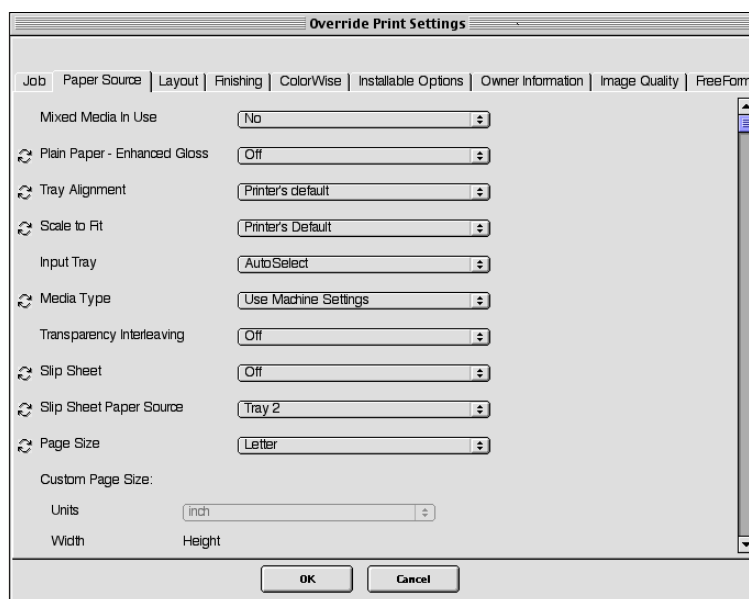 Override Print Settings
Job Paper Source Layout Finishing ColorWise Installable Options Owner Information Image Quality FreeForm
Mixed Media In Use No
Plain Paper - Enhanced Gloss Off
Tray Alignment Printer's default
Scale to Fit Printer's Default
Input Tray AutoSelect
Media Type Use Machine Settings
Transparency Interleaving Off
Slip Sheet Off
Slip Sheet Paper Source Tray 2
Page Size Letter
Custom Page Size:
Units inch
Width Height
OK Cancel